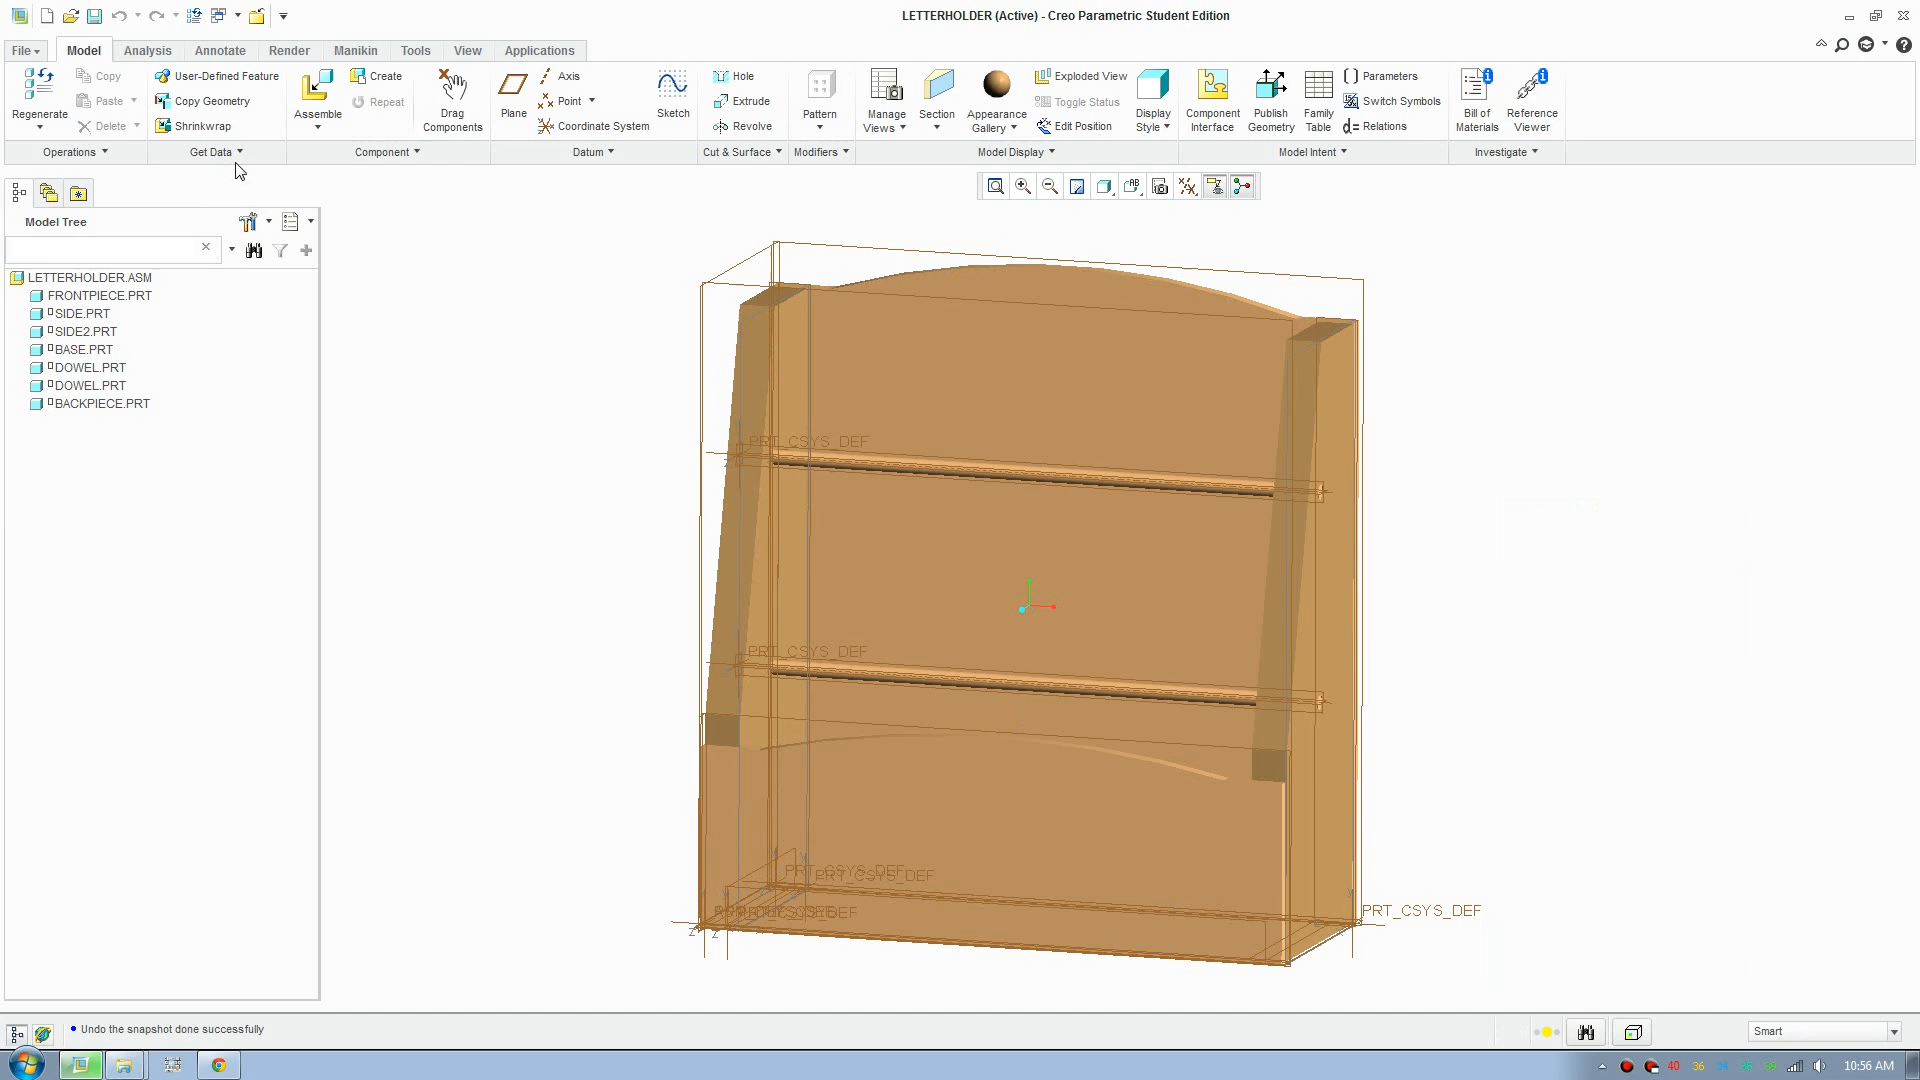 LETTERHOLDER (Active) - Creo Parametric Student Edition
File Model Analysis Annotate Render Manikin Tools View Applications
Regenerate
Copy
Paste
Delete
User-Defined Feature
Copy Geometry
Shrinkwrap
Assemble
Create
Repeat
Drag
Components
Plane
Axis
Point
Coordinate System
Sketch
Hole
Extrude
Revolve
Pattern
Manage
Views
Section
Appearance
Gallery
Exploded View
Toggle Status
Edit Position
Display
Style
Component
Interface
Publish
Geometry
Family
Table
Parameters
Switch Symbols
Relations
Bill of
Materials
Reference
Viewer
Operations Get Data Component Datum Cut & Surface Modifiers Model Display Model Intent Investigate
Model Tree
LETTERHOLDER.ASM
FRONTPIECE.PRT
SIDE.PRT
SIDE2.PRT
BASE.PRT
DOWEL.PRT
DOWEL.PRT
BACKPIECE.PRT
PRT_CSYS_DEF
PRT_CSYS_DEF
PRT_CSYS_DEF
PRT_CSYS_DEF
PRT_CSYS_DEF
Undo the snapshot done successfully
Smart
40 36
10:56 AM